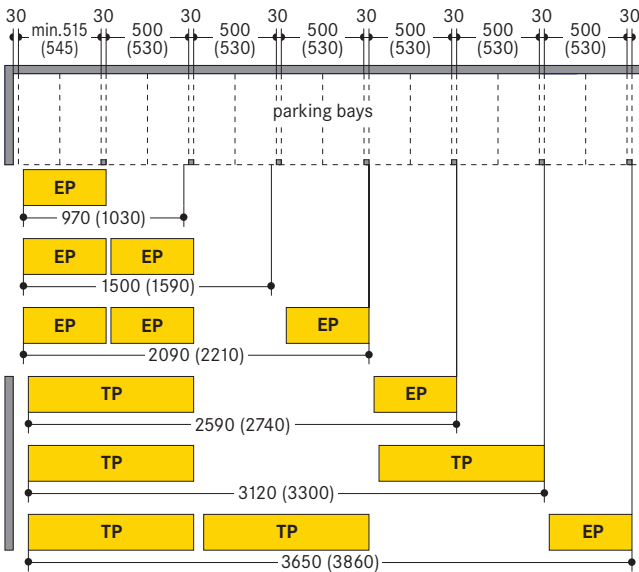 30 min.515 30 500 30 500 30 500 30 500 30 500 30 500 30
(545) (530) (530) (530) (530) (530) (530)
parking bays
EP
970 (1030)
EP EP
1500 (1590)
EP EP EP
2090 (2210)
TP EP
2590 (2740)
TP TP
3120 (3300)
TP TP EP
3650 (3860)